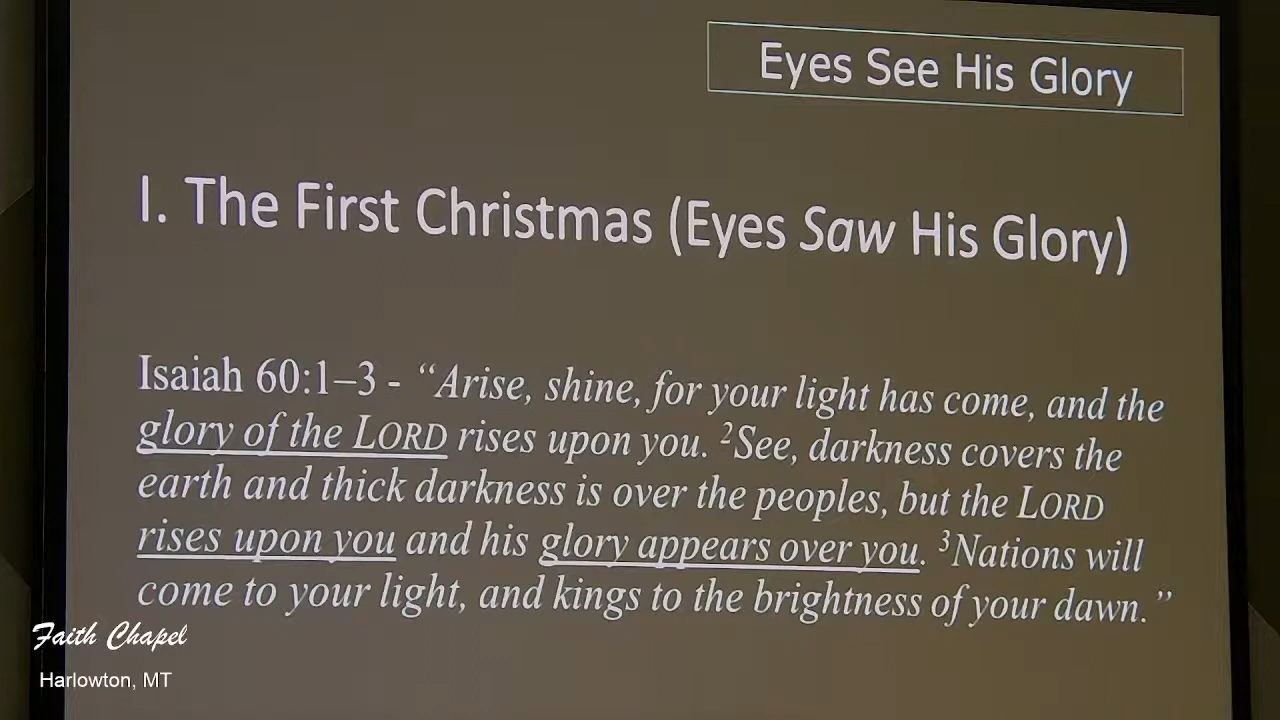 Eyes See His Glory
I. The First Christmas (Eyes Saw His Glory)
Isaiah 60:1–3 - “Arise, shine, for your light has come, and the
glory of the LORD rises upon you. ²See, darkness covers the
earth and thick darkness is over the peoples, but the LORD
rises upon you and his glory appears over you. ³Nations will
come to your light, and kings to the brightness of your dawn.”
Faith Chapel
Harlowton, MT